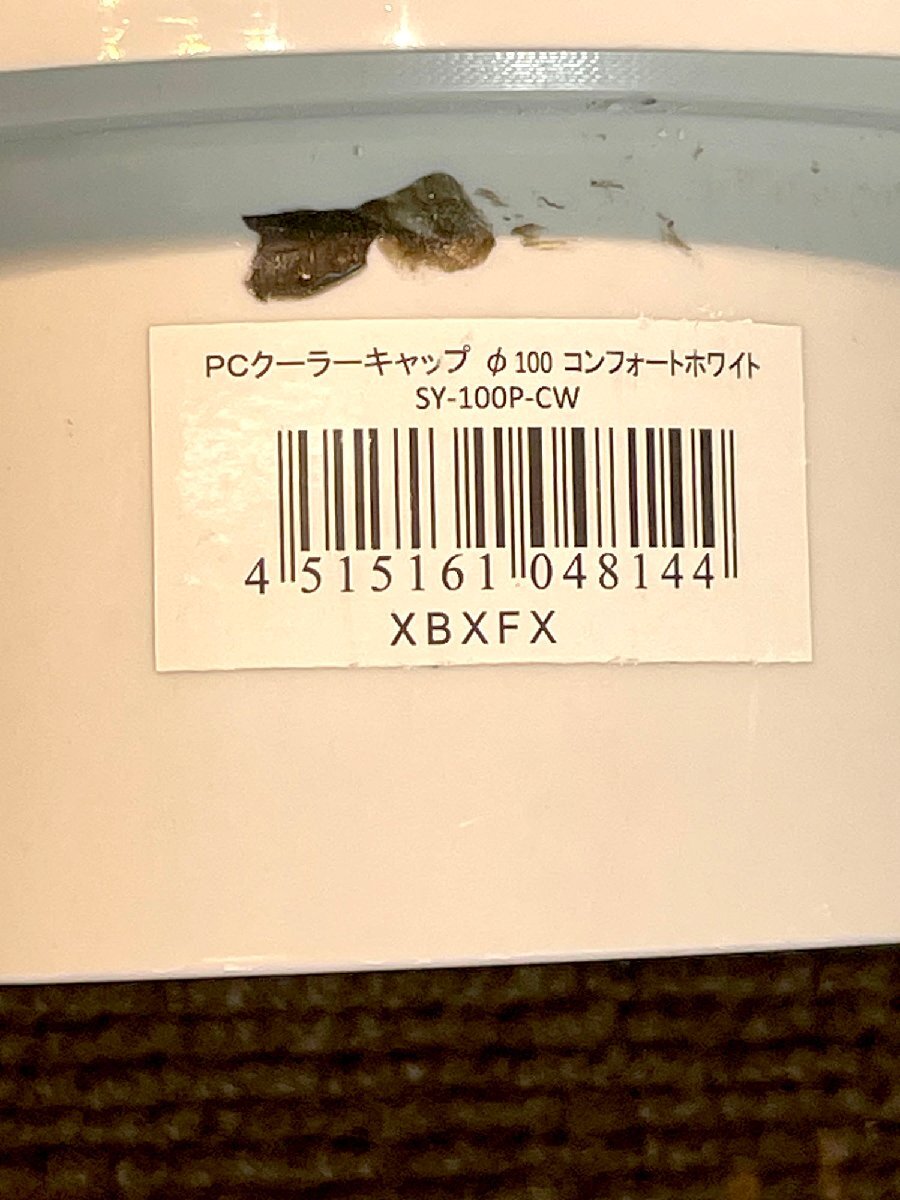 PCクーラーキャップ φ100 コンフォートホワイト
SY-100P-CW
4 515161 048144
XBXFX